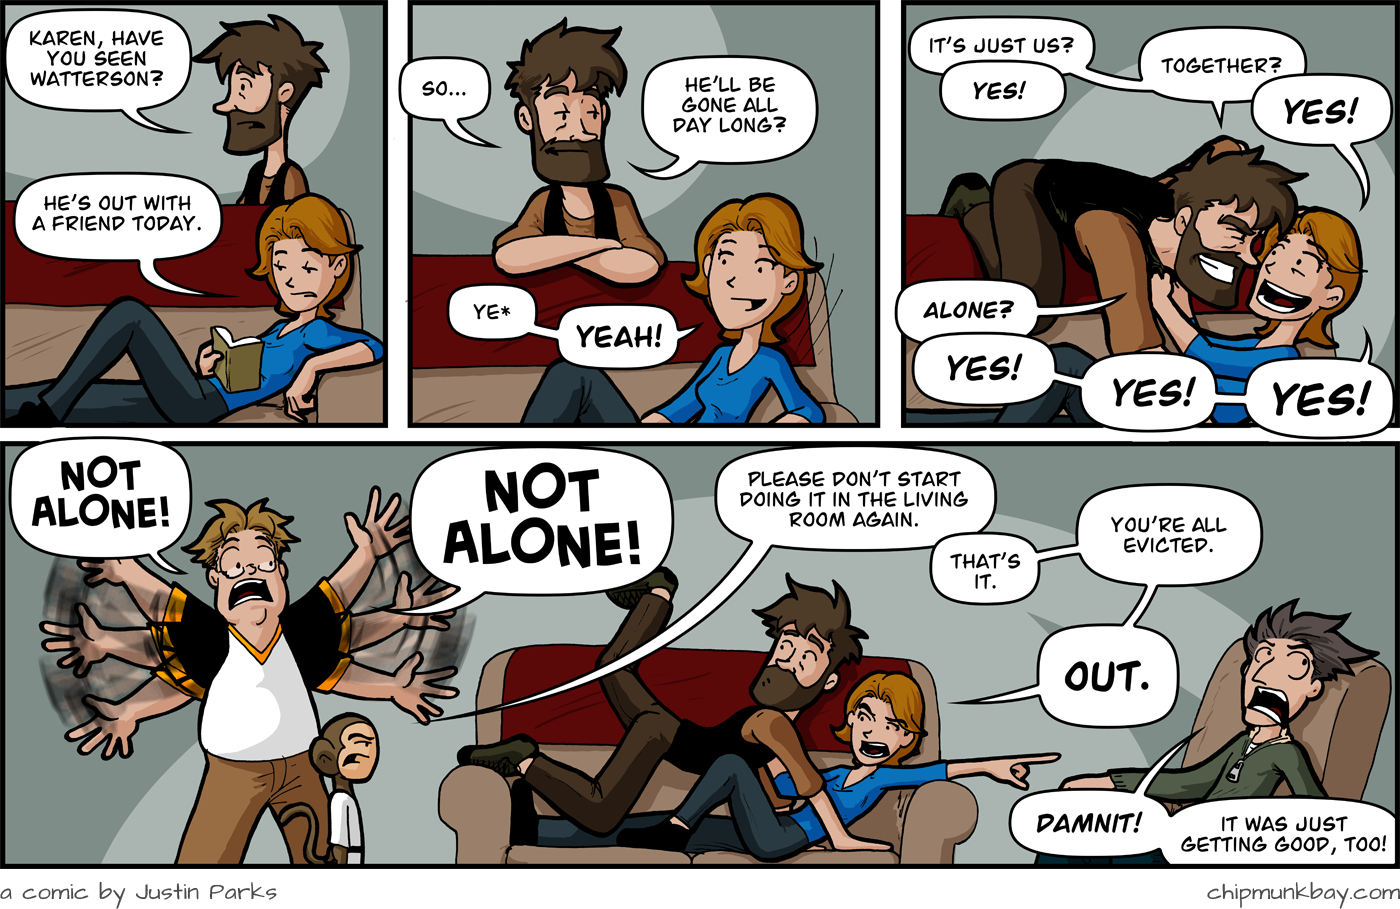 KAREN, HAVE
YOU SEEN
WATTERSON?
HE'S OUT WITH
A FRIEND TODAY.
SO...
HE'LL BE
GONE ALL
DAY LONG?
YE*
YEAH!
IT'S JUST US?
YES!
TOGETHER?
YES!
ALONE?
YES!
YES!
YES!
NOT
ALONE!
NOT
ALONE!
PLEASE DON'T START
DOING IT IN THE LIVING
ROOM AGAIN.
THAT'S
IT.
YOU'RE ALL
EVICTED.
OUT.
DAMNIT!
IT WAS JUST
GETTING GOOD, TOO!
a comic by Justin Parks
chipmunkbay.com